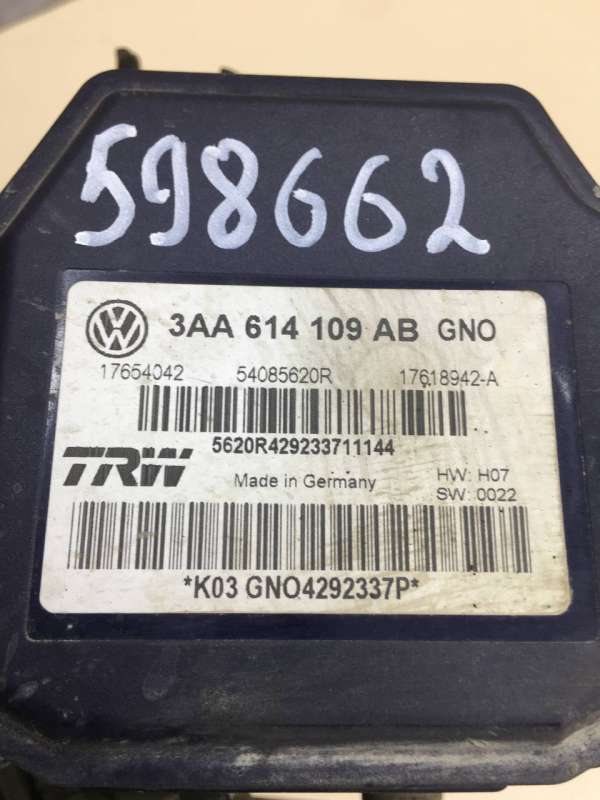 598662
VW 3AA 614 109 AB GNO
17654042 54085620R 17618942-A
5620R429233711144
TRW Made in Germany HW: H07
SW: 0022
*K03 GNO4292337P*